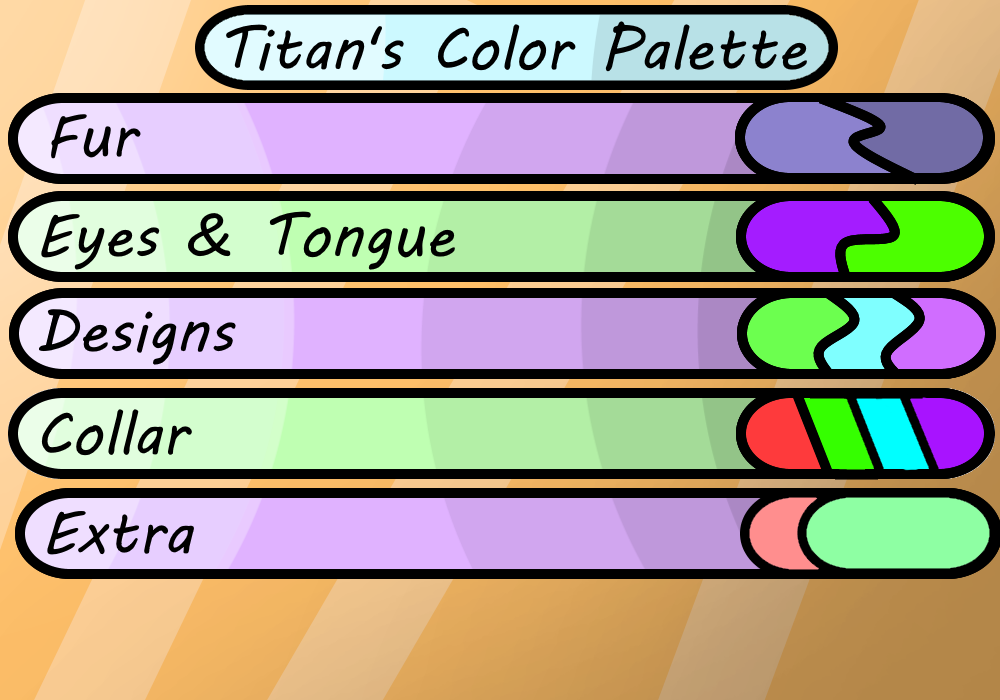 Titan's Color Palette
Fur
Eyes & Tongue
Designs
Collar
Extra